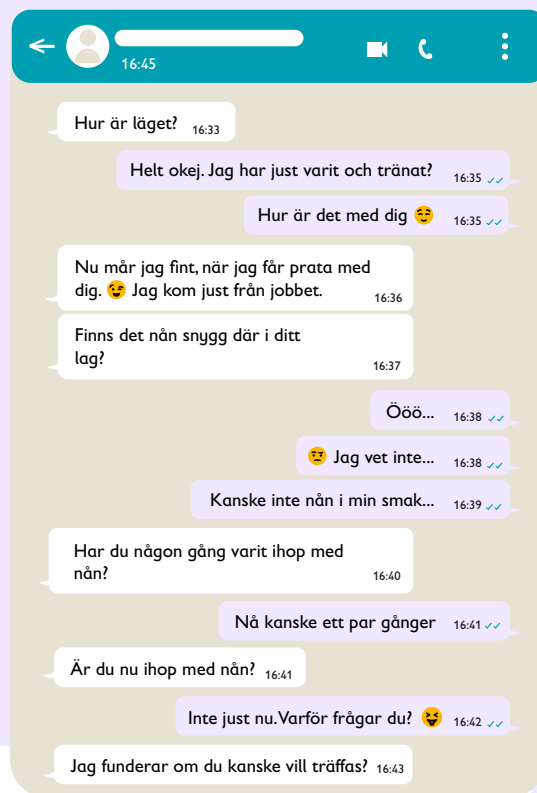 16:45
Hur är läget? 16:33
Helt okej. Jag har just varit och tränat? 16:35
Hur är det med dig 😌 16:35
Nu mår jag fint, när jag får prata med
dig. 😉 Jag kom just från jobbet. 16:36
Finns det nån snygg där i ditt
lag? 16:37
Ööö... 16:38
🤨 Jag vet inte... 16:38
Kanske inte nån i min smak... 16:39
Har du någon gång varit ihop med
nån? 16:40
Nå kanske ett par gånger 16:41
Är du nu ihop med nån? 16:41
Inte just nu.Varför frågar du? 😝 16:42
Jag funderar om du kanske vill träffas? 16:43